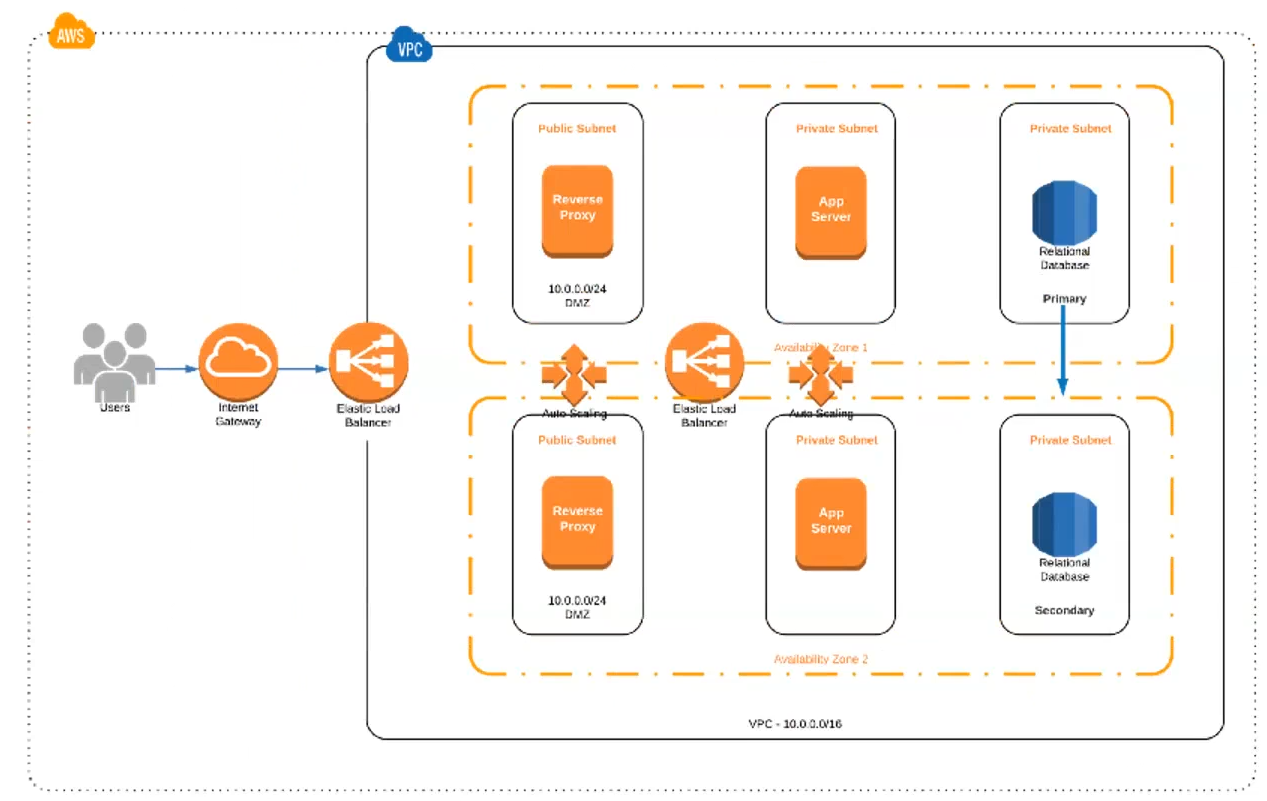 AWS
VPC
Public Subnet
Private Subnet
Private Subnet
Reverse
Proxy
App
Server
Relational
Database
10.0.0.0/24
DMZ
Primary
Availability Zone 1
Users
Internet
Gateway
Elastic Load
Balancer
Auto Scaling
Elastic Load
Balancer
Auto Scaling
Public Subnet
Private Subnet
Private Subnet
Reverse
Proxy
App
Server
Relational
Database
10.0.0.0/24
DMZ
Secondary
Availability Zone 2
VPC - 10.0.0.0/16